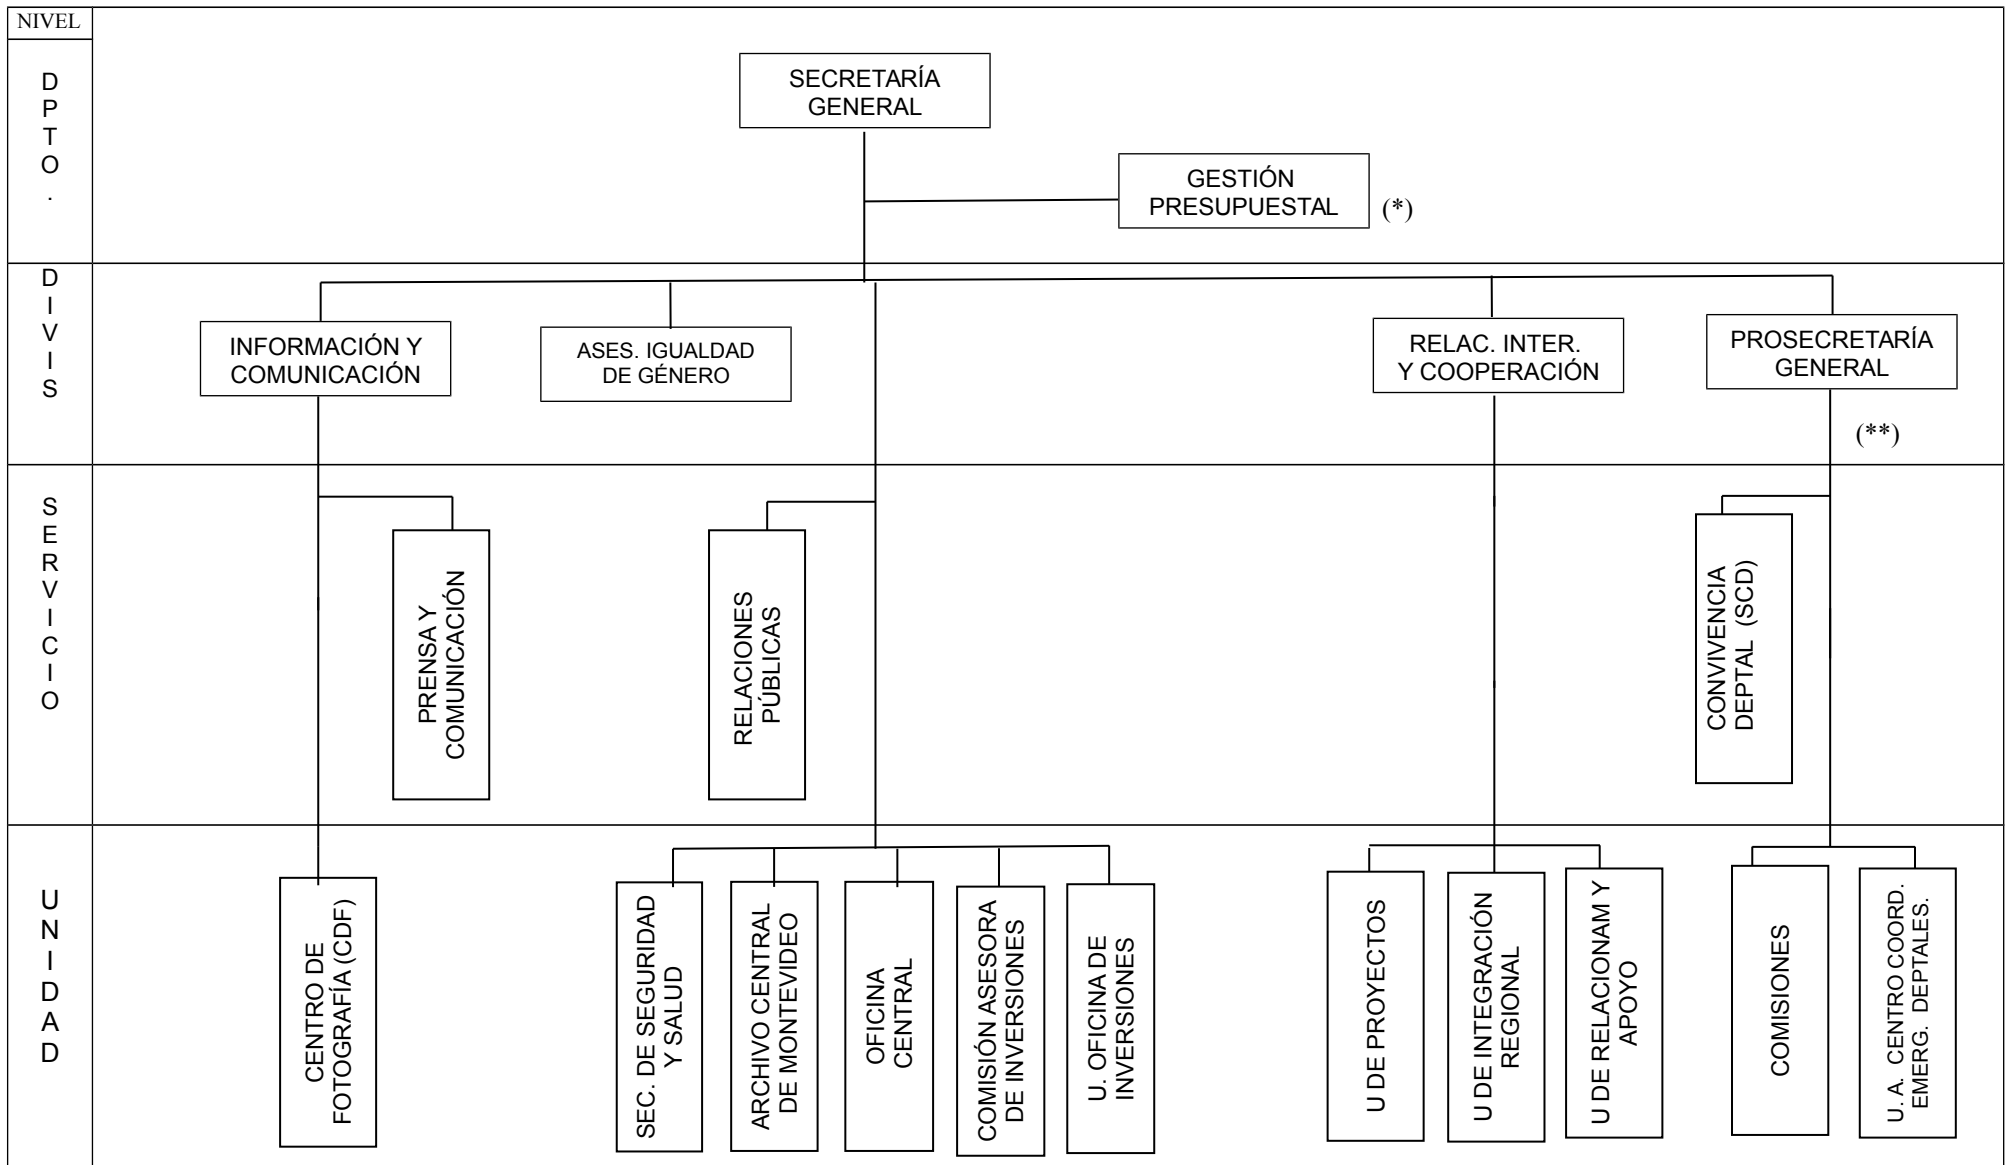 NIVEL
D
P
T
O
.
SECRETARÍA
GENERAL
GESTIÓN
PRESUPUESTAL
(*)
D
I
V
I
S
INFORMACIÓN Y
COMUNICACIÓN
ASES. IGUALDAD
DE GÉNERO
RELAC. INTER.
Y COOPERACIÓN
PROSECRETARÍA
GENERAL
(**)
S
E
R
V
I
C
I
O
PRENSA Y
COMUNICACIÓN
RELACIONES
PÚBLICAS
CONVIVENCIA
DEPTAL (SCD)
U
N
I
D
A
D
CENTRO DE
FOTOGRAFÍA (CDF)
SEC. DE SEGURIDAD
Y SALUD
ARCHIVO CENTRAL
DE MONTEVIDEO
OFICINA
CENTRAL
COMISIÓN ASESORA
DE INVERSIONES
U. OFICINA DE
INVERSIONES
U DE PROYECTOS
U DE INTEGRACIÓN
REGIONAL
U DE RELACIONAM Y
APOYO
COMISIONES
U. A. CENTRO COORD.
EMERG. DEPTALES.